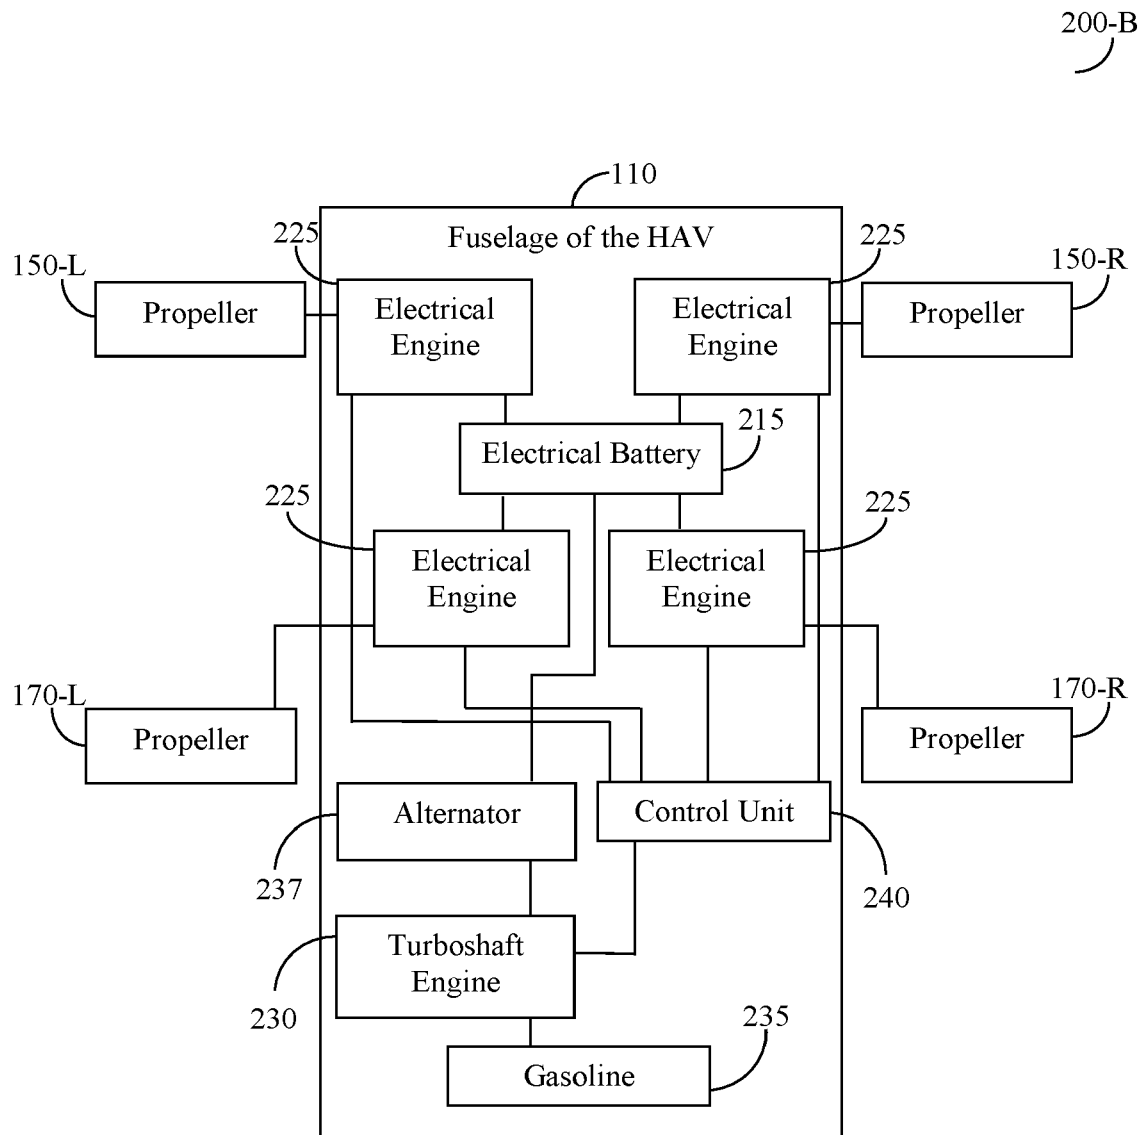 200-B
110
Fuselage of the HAV
225
225
150-L
150-R
Propeller
Electrical
Engine
Electrical
Engine
Propeller
215
Electrical Battery
225
225
Electrical
Engine
Electrical
Engine
170-L
170-R
Propeller
Propeller
Alternator
Control Unit
237
240
Turboshaft
Engine
230
235
Gasoline